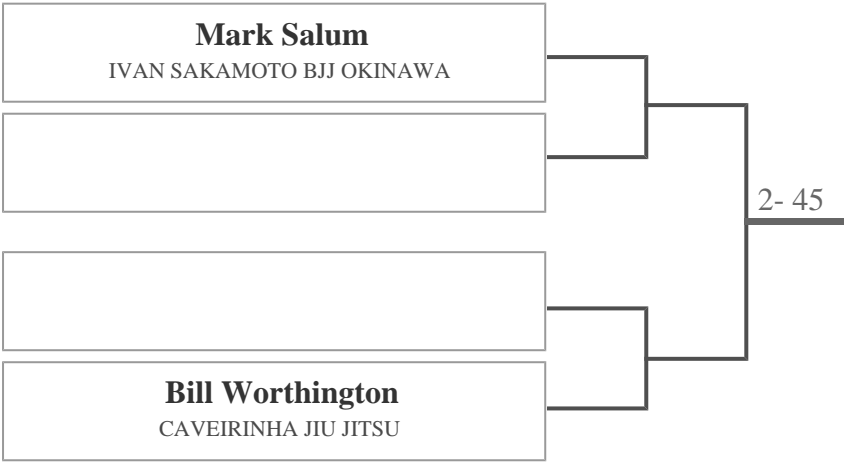 Mark Salum
IVAN SAKAMOTO BJJ OKINAWA
2- 45
Bill Worthington
CAVEIRINHA JIU JITSU